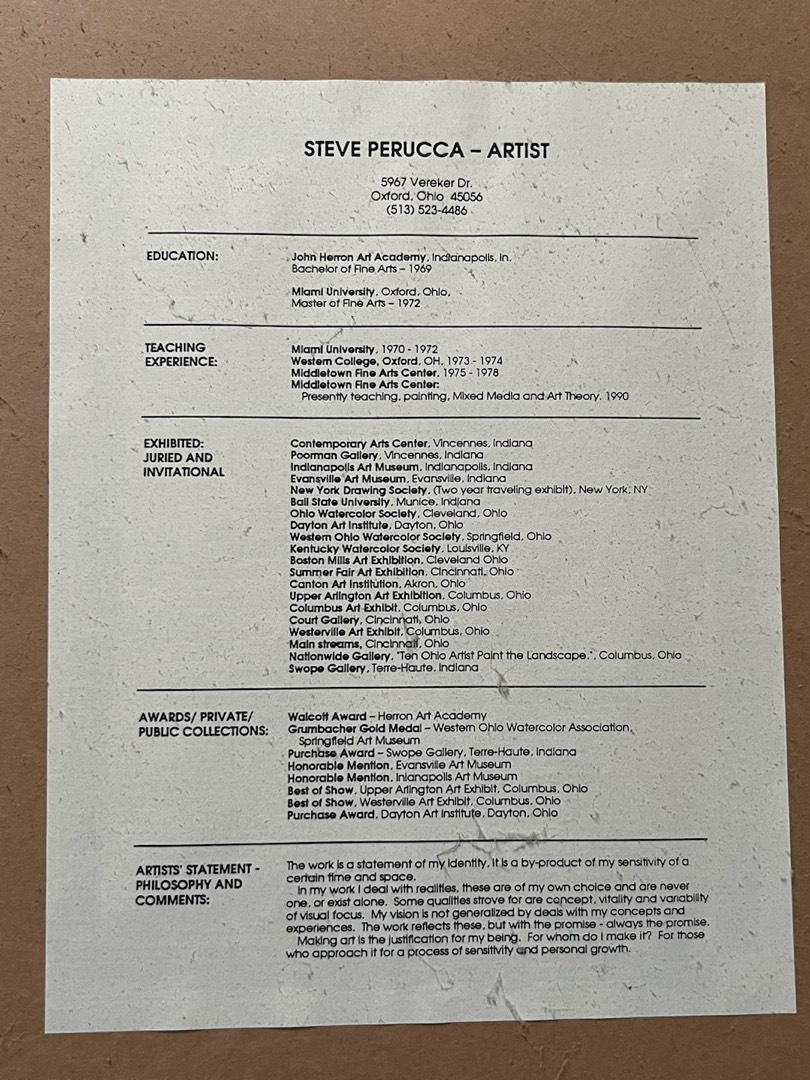 STEVE PERUCCA – ARTIST
5967 Vereker Dr.
Oxford, Ohio 45056
(513) 523-4486
EDUCATION:
John Herron Art Academy, Indianapolis, In.
Bachelor of Fine Arts – 1969
Miami University, Oxford, Ohio,
Master of Fine Arts – 1972
TEACHING
EXPERIENCE:
Miami University, 1970 - 1972
Western College, Oxford, OH, 1973 - 1974
Middletown Fine Arts Center, 1975 - 1978
Middletown Fine Arts Center:
Presently teaching, painting, Mixed Media and Art Theory. 1990
EXHIBITED:
JURIED AND
INVITATIONAL
Contemporary Arts Center, Vincennes, Indiana
Poorman Gallery, Vincennes, Indiana
Indianapolis Art Museum, Indianapolis, Indiana
Evansville Art Museum, Evansville, Indiana
New York Drawing Society, (Two year traveling exhibit), New York, NY
Ball State University, Munice, Indiana
Ohio Watercolor Society, Cleveland, Ohio
Dayton Art Institute, Dayton, Ohio
Western Ohio Watercolor Society, Springfield, Ohio
Kentucky Watercolor Society, Louisville, KY
Boston Mills Art Exhibition, Cleveland Ohio
Summer Fair Art Exhibition, Cincinnati, Ohio
Canton Art Institution, Akron, Ohio
Upper Arlington Art Exhibition, Columbus, Ohio
Columbus Art Exhibit, Columbus, Ohio
Court Gallery, Cincinnati, Ohio
Westerville Art Exhibit, Columbus, Ohio
Main streams, Cincinnati, Ohio
Nationwide Gallery, "Ten Ohio Artist Paint the Landscape.", Columbus, Ohio
Swope Gallery, Terre-Haute, Indiana
AWARDS/ PRIVATE/
PUBLIC COLLECTIONS:
Walcott Award – Herron Art Academy
Grumbacher Gold Medal – Western Ohio Watercolor Association,
Springfield Art Museum
Purchase Award – Swope Gallery, Terre-Haute, Indiana
Honorable Mention, Evansville Art Museum
Honorable Mention, Inianapolis Art Museum
Best of Show, Upper Arlington Art Exhibit, Columbus, Ohio
Best of Show, Westerville Art Exhibit, Columbus, Ohio
Purchase Award, Dayton Art Institute, Dayton, Ohio
ARTISTS' STATEMENT -
PHILOSOPHY AND
COMMENTS:
The work is a statement of my identity, it is a by-product of my sensitivity of a
certain time and space.
In my work I deal with realities, these are of my own choice and are never
one, or exist alone. Some qualities strove for are concept, vitality and variability
of visual focus. My vision is not generalized by deals with my concepts and
experiences. The work reflects these, but with the promise - always the promise.
Making art is the justification for my being. For whom do I make it? For those
who approach it for a process of sensitivity and personal growth.